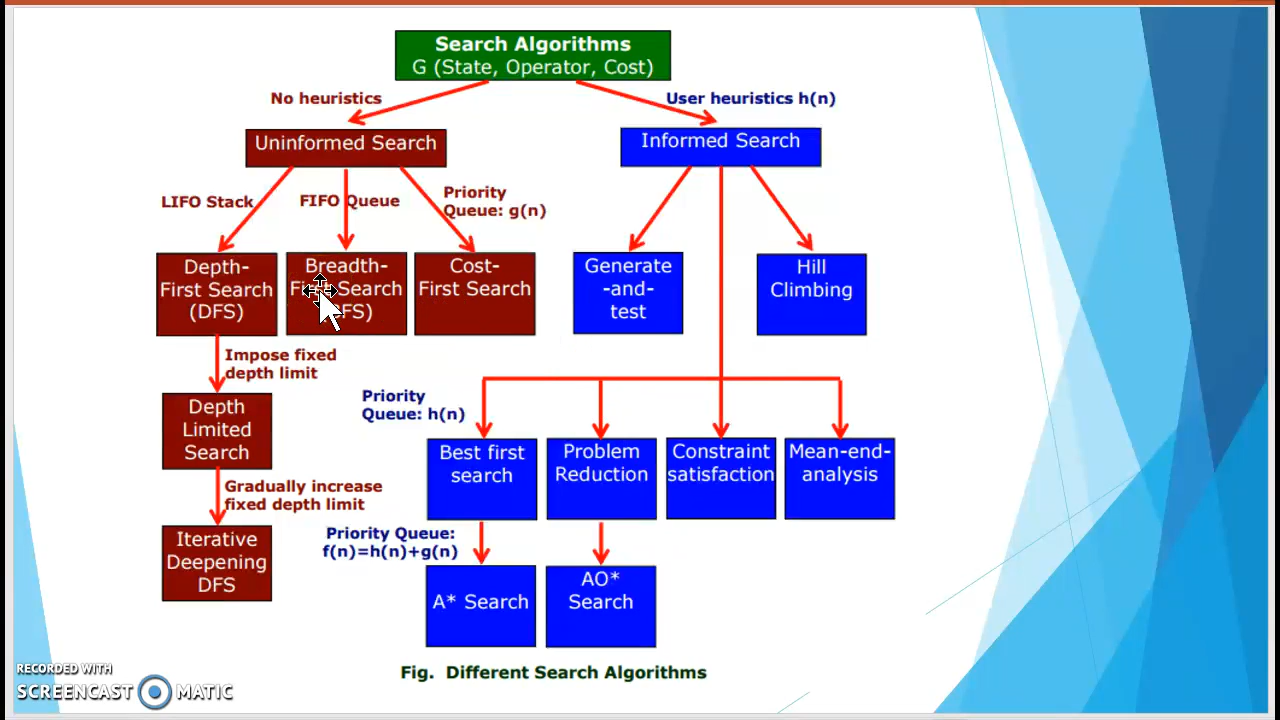 Search Algorithms
G (State, Operator, Cost)
No heuristics
User heuristics h(n)
Uninformed Search
Informed Search
LIFO Stack
FIFO Queue
Priority
Queue: g(n)
Depth-
First Search
(DFS)
Breadth-
First Search
Cost-
First Search
Generate
-and-
test
Hill
Climbing
Impose fixed
depth limit
Depth
Limited
Search
Priority
Queue: h(n)
Best first
search
Problem
Reduction
Constraint
satisfaction
Mean-end-
analysis
Gradually increase
fixed depth limit
Iterative
Deepening
DFS
Priority Queue:
f(n)=h(n)+g(n)
A* Search
AO*
Search
Fig. Different Search Algorithms
RECORDED WITH
SCREENCAST MATIC